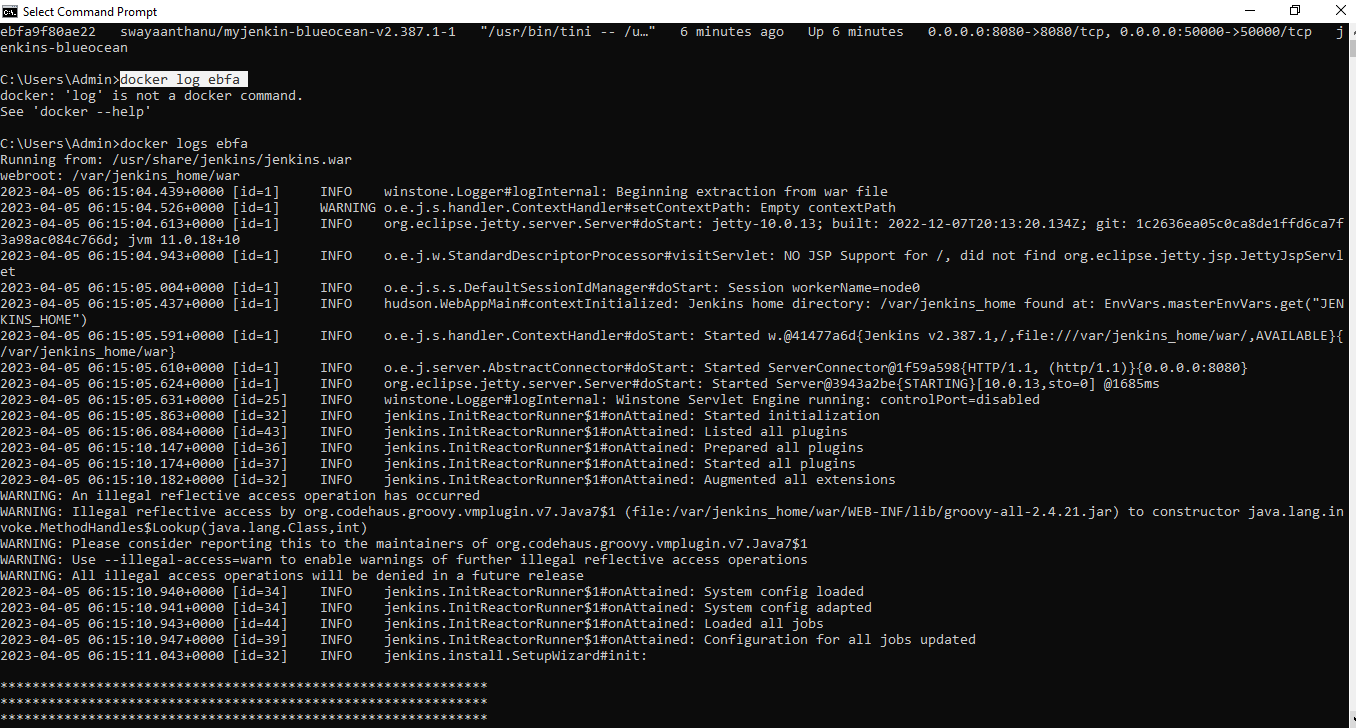 Select Command Prompt
ebfa9f80ae22   swayaanthanu/myjenkin-blueocean-v2.387.1-1   "/usr/bin/tini -- /u…"   6 minutes ago   Up 6 minutes   0.0.0.0:8080->8080/tcp, 0.0.0.0:50000->50000/tcp   j
enkins-blueocean
C:\Users\Admin>docker log ebfa
docker: 'log' is not a docker command.
See 'docker --help'
C:\Users\Admin>docker logs ebfa
Running from: /usr/share/jenkins/jenkins.war
webroot: /var/jenkins_home/war
2023-04-05 06:15:04.439+0000 [id=1]     INFO    winstone.Logger#logInternal: Beginning extraction from war file
2023-04-05 06:15:04.526+0000 [id=1]     WARNING o.e.j.s.handler.ContextHandler#setContextPath: Empty contextPath
2023-04-05 06:15:04.613+0000 [id=1]     INFO    org.eclipse.jetty.server.Server#doStart: jetty-10.0.13; built: 2022-12-07T20:13:20.134Z; git: 1c2636ea05c0ca8de1ffd6ca7f
3a98ac084c766d; jvm 11.0.18+10
2023-04-05 06:15:04.943+0000 [id=1]     INFO    o.e.j.w.StandardDescriptorProcessor#visitServlet: NO JSP Support for /, did not find org.eclipse.jetty.jsp.JettyJspServl
et
2023-04-05 06:15:05.004+0000 [id=1]     INFO    o.e.j.s.s.DefaultSessionIdManager#doStart: Session workerName=node0
2023-04-05 06:15:05.437+0000 [id=1]     INFO    hudson.WebAppMain#contextInitialized: Jenkins home directory: /var/jenkins_home found at: EnvVars.masterEnvVars.get("JEN
KINS_HOME")
2023-04-05 06:15:05.591+0000 [id=1]     INFO    o.e.j.s.handler.ContextHandler#doStart: Started w.@41477a6d{Jenkins v2.387.1,/,file:///var/jenkins_home/war/,AVAILABLE}{
/var/jenkins_home/war}
2023-04-05 06:15:05.610+0000 [id=1]     INFO    o.e.j.server.AbstractConnector#doStart: Started ServerConnector@1f59a598{HTTP/1.1, (http/1.1)}{0.0.0.0:8080}
2023-04-05 06:15:05.624+0000 [id=1]     INFO    org.eclipse.jetty.server.Server#doStart: Started Server@3943a2be{STARTING}[10.0.13,sto=0] @1685ms
2023-04-05 06:15:05.631+0000 [id=25]    INFO    winstone.Logger#logInternal: Winstone Servlet Engine running: controlPort=disabled
2023-04-05 06:15:05.863+0000 [id=32]    INFO    jenkins.InitReactorRunner$1#onAttained: Started initialization
2023-04-05 06:15:06.084+0000 [id=43]    INFO    jenkins.InitReactorRunner$1#onAttained: Listed all plugins
2023-04-05 06:15:10.147+0000 [id=36]    INFO    jenkins.InitReactorRunner$1#onAttained: Prepared all plugins
2023-04-05 06:15:10.174+0000 [id=37]    INFO    jenkins.InitReactorRunner$1#onAttained: Started all plugins
2023-04-05 06:15:10.182+0000 [id=32]    INFO    jenkins.InitReactorRunner$1#onAttained: Augmented all extensions
WARNING: An illegal reflective access operation has occurred
WARNING: Illegal reflective access by org.codehaus.groovy.vmplugin.v7.Java7$1 (file:/var/jenkins_home/war/WEB-INF/lib/groovy-all-2.4.21.jar) to constructor java.lang.in
voke.MethodHandles$Lookup(java.lang.Class,int)
WARNING: Please consider reporting this to the maintainers of org.codehaus.groovy.vmplugin.v7.Java7$1
WARNING: Use --illegal-access=warn to enable warnings of further illegal reflective access operations
WARNING: All illegal access operations will be denied in a future release
2023-04-05 06:15:10.940+0000 [id=34]    INFO    jenkins.InitReactorRunner$1#onAttained: System config loaded
2023-04-05 06:15:10.941+0000 [id=34]    INFO    jenkins.InitReactorRunner$1#onAttained: System config adapted
2023-04-05 06:15:10.943+0000 [id=44]    INFO    jenkins.InitReactorRunner$1#onAttained: Loaded all jobs
2023-04-05 06:15:10.947+0000 [id=39]    INFO    jenkins.InitReactorRunner$1#onAttained: Configuration for all jobs updated
2023-04-05 06:15:11.043+0000 [id=32]    INFO    jenkins.install.SetupWizard#init:
*************************************************************
*************************************************************
*************************************************************